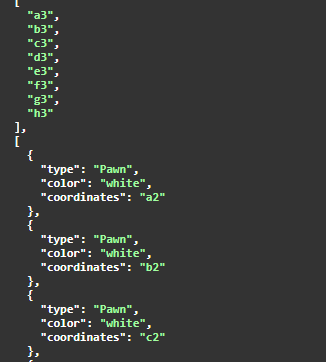 [
"a3",
"b3",
"c3",
"d3",
"e3",
"f3",
"g3",
"h3"
],
[
{
"type": "Pawn",
"color": "white",
"coordinates": "a2"
},
{
"type": "Pawn",
"color": "white",
"coordinates": "b2"
},
{
"type": "Pawn",
"color": "white",
"coordinates": "c2"
},
{